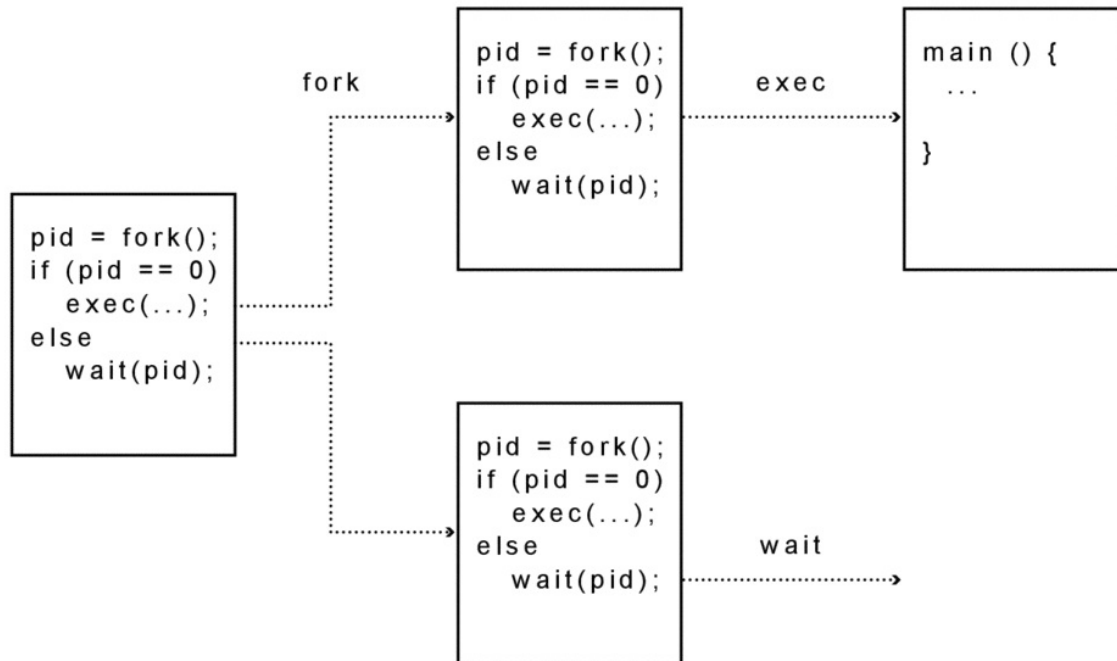 pid = fork();
if (pid == 0)
exec(...);
else
wait(pid);
fork
pid = fork();
if (pid == 0)
exec(...);
else
wait(pid);
exec
main () {
...
}
pid = fork();
if (pid == 0)
exec(...);
else
wait(pid);
wait